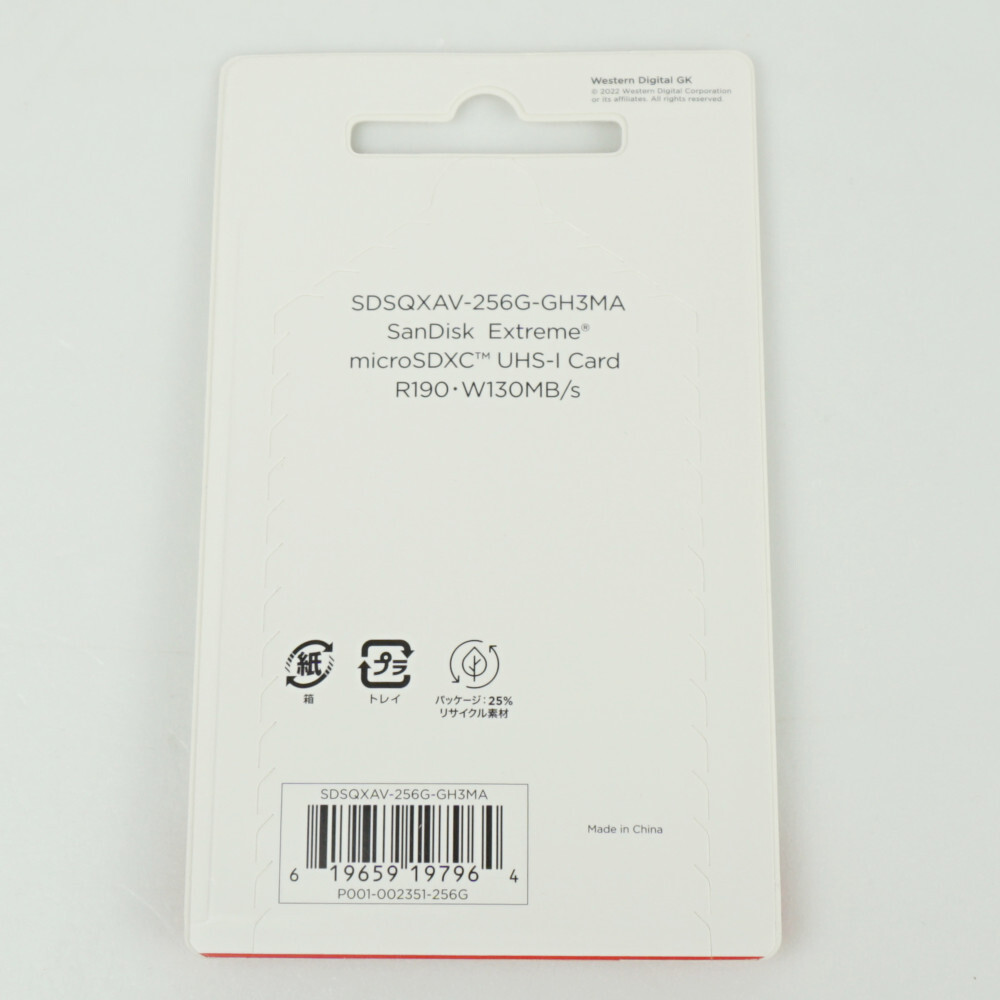 Western Digital GK
© 2022 Western Digital Corporation
or its affiliates. All rights reserved.
SDSQXAV-256G-GH3MA
SanDisk Extreme®
microSDXC™ UHS-I Card
R190・W130MB/s
紙
箱
プラ
トレイ
パッケージ：25%
リサイクル素材
SDSQXAV-256G-GH3MA
6 19659 19796 4
P001-002351-256G
Made in China